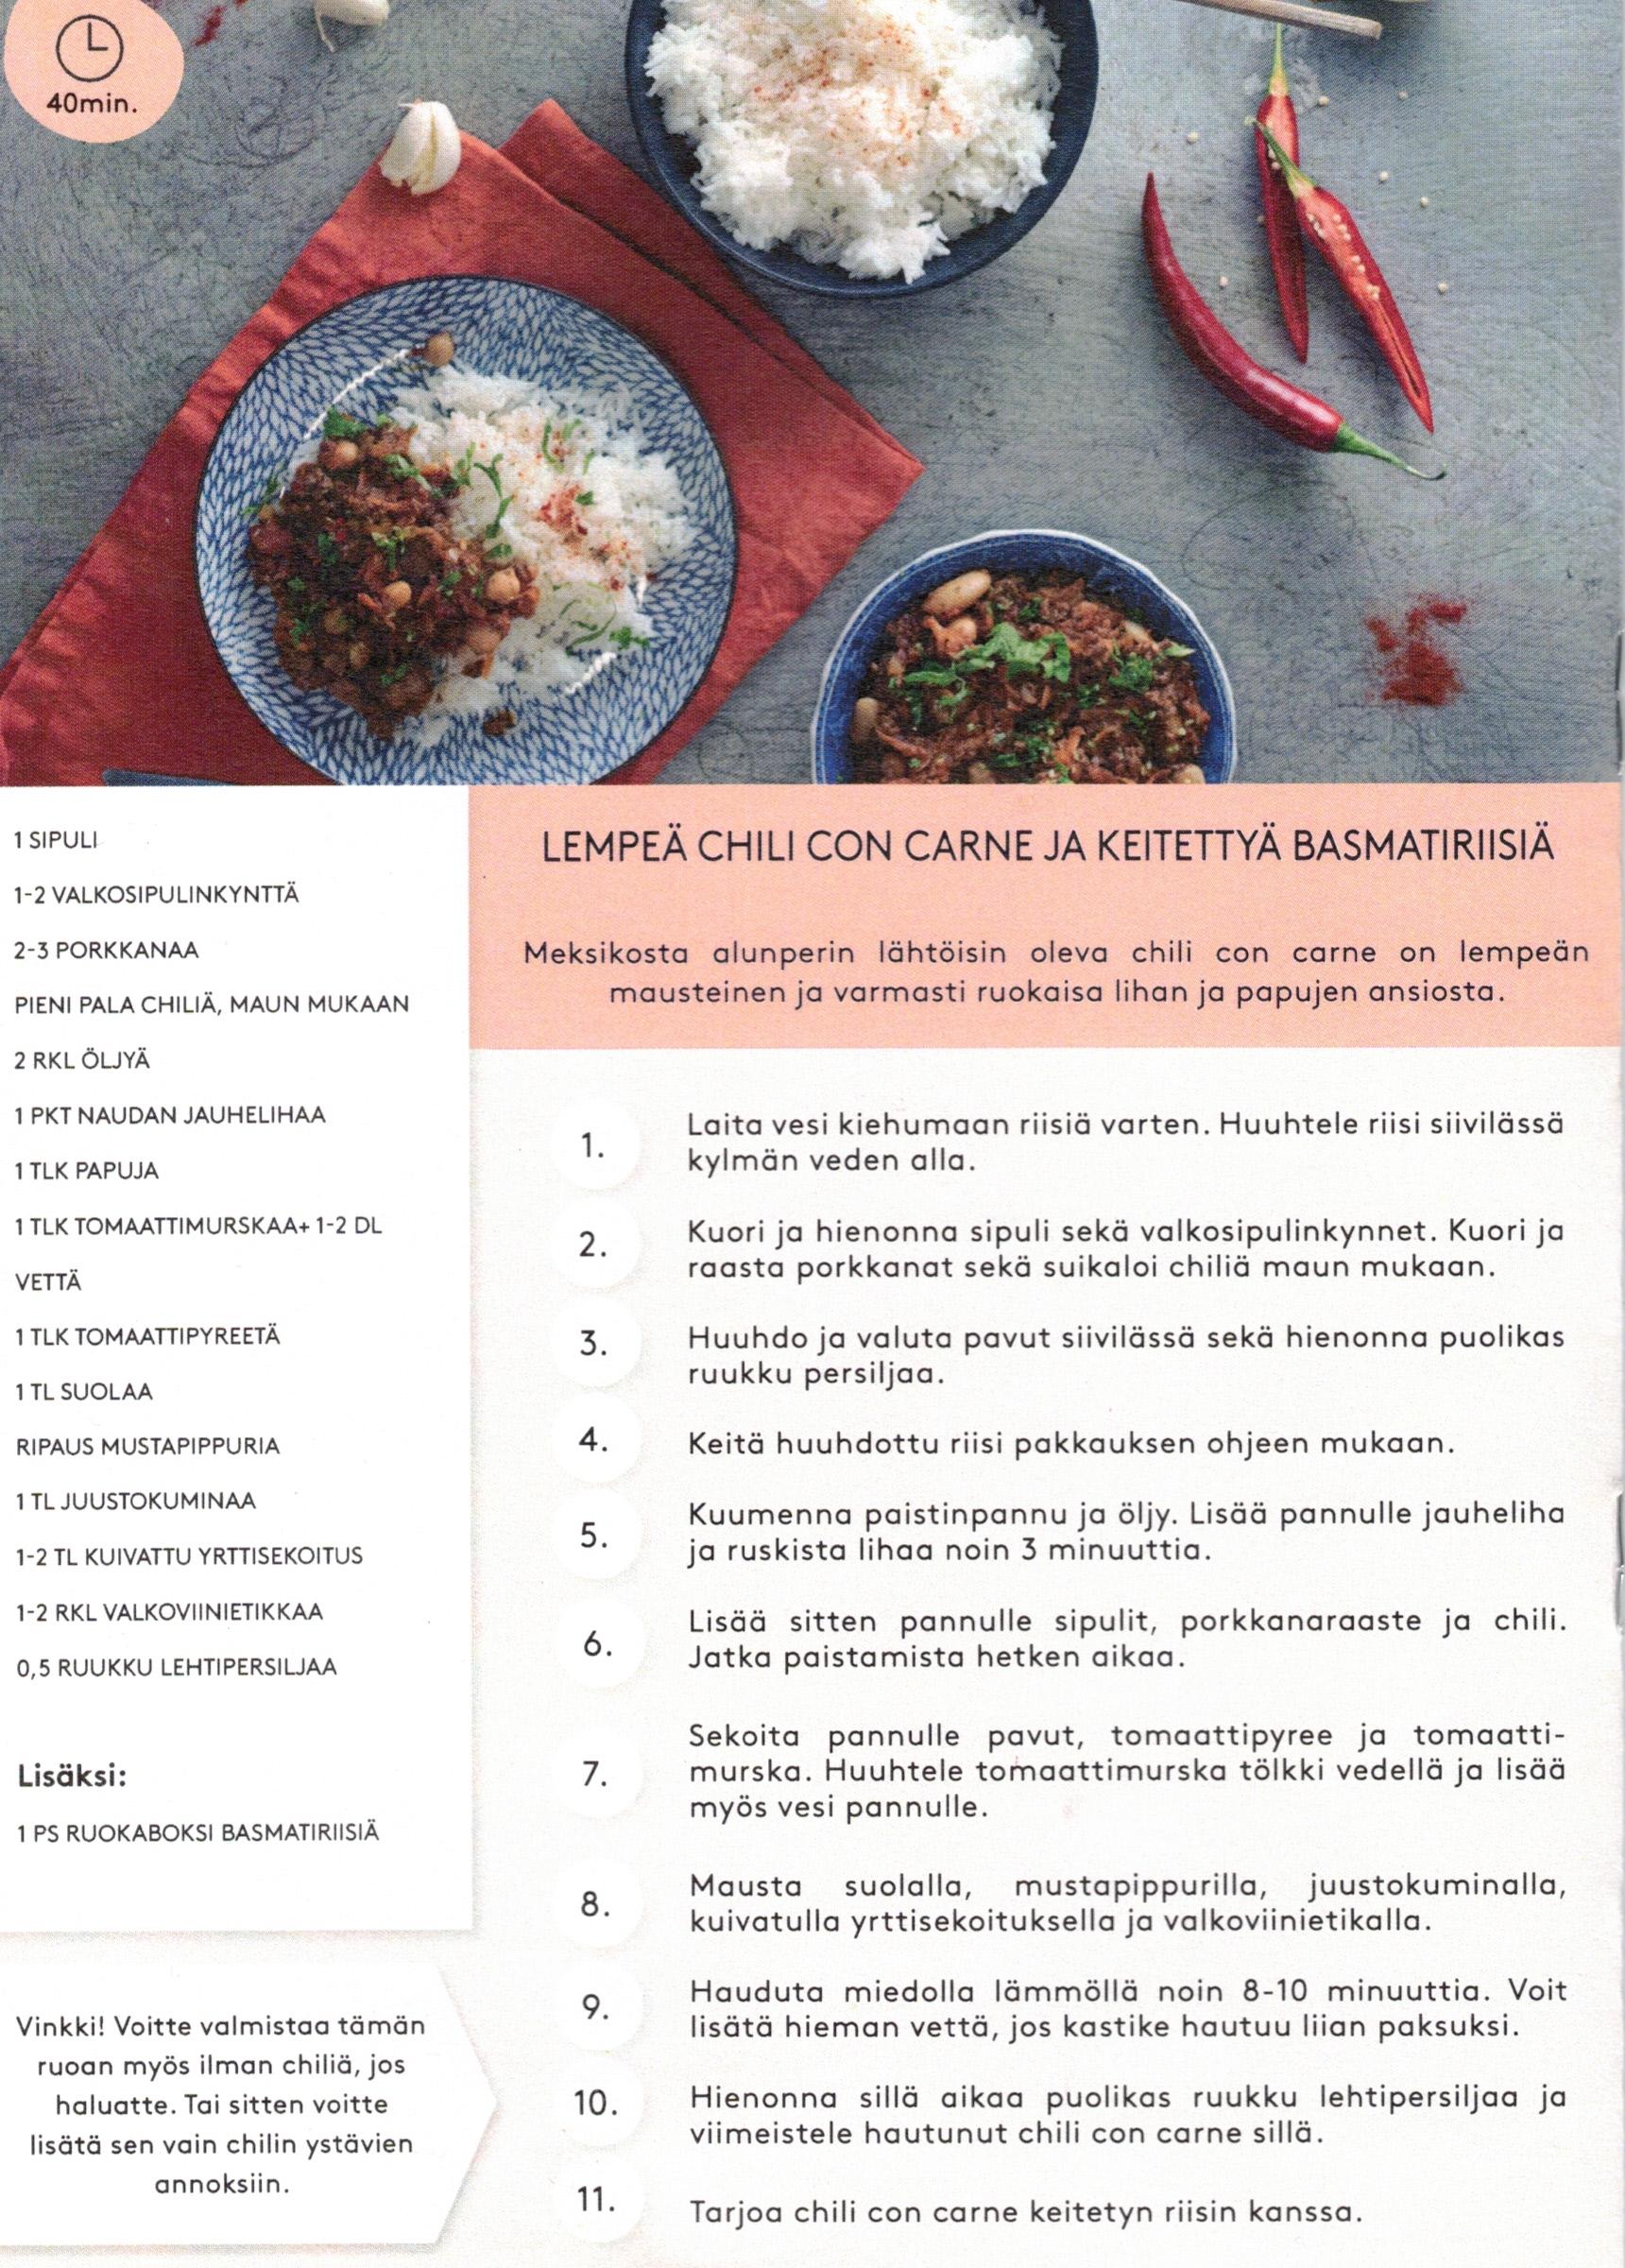 40min.
1 SIPULI
1-2 VALKOSIPULINKYNTTÄ
2-3 PORKKANAA
PIENI PALA CHILIÄ, MAUN MUKAAN
2 RKL ÖLJYÄ
1 PKT NAUDAN JAUHELIHAA
1 TLK PAPUJA
1 TLK TOMAATTIMURSKAA+ 1-2 DL
VETTÄ
1 TLK TOMAATTIPYREETÄ
1 TL SUOLAA
RIPAUS MUSTAPIPPURIA
1 TL JUUSTOKUMINAA
1-2 TL KUIVATTU YRTTISEKOITUS
1-2 RKL VALKOVIINIETIKKAA
0,5 RUUKKU LEHTIPERSILJAA
Lisäksi:
1 PS RUOKABOKSI BASMATIRIISIÄ
Vinkki! Voitte valmistaa tämän
ruoan myös ilman chiliä, jos
haluatte. Tai sitten voitte
lisätä sen vain chilin ystävien
annoksiin.
LEMPEÄ CHILI CON CARNE JA KEITETTYÄ BASMATIRIISIÄ
Meksikosta alunperin lähtöisin oleva chili con carne on lempeän
mausteinen ja varmasti ruokaisa lihan ja papujen ansiosta.
1. Laita vesi kiehumaan riisiä varten. Huuhtele riisi siivilässä
kylmän veden alla.
2. Kuori ja hienonna sipuli sekä valkosipulinkynnet. Kuori ja
raasta porkkanat sekä suikaloi chiliä maun mukaan.
3. Huuhdo ja valuta pavut siivilässä sekä hienonna puolikas
ruukku persiljaa.
4. Keitä huuhdottu riisi pakkauksen ohjeen mukaan.
5. Kuumenna paistinpannu ja öljy. Lisää pannulle jauheliha
ja ruskista lihaa noin 3 minuuttia.
6. Lisää sitten pannulle sipulit, porkkanaraaste ja chili.
Jatka paistamista hetken aikaa.
7. Sekoita pannulle pavut, tomaattipyree ja tomaatti-
murska. Huuhtele tomaattimurska tölkki vedellä ja lisää
myös vesi pannulle.
8. Mausta suolalla, mustapippurilla, juustokuminalla,
kuivatulla yrttisekoituksella ja valkoviinietikalla.
9. Hauduta miedolla lämmöllä noin 8-10 minuuttia. Voit
lisätä hieman vettä, jos kastike hautuu liian paksuksi.
10. Hienonna sillä aikaa puolikas ruukku lehtipersiljaa ja
viimeistele hautunut chili con carne sillä.
11. Tarjoa chili con carne keitetyn riisin kanssa.